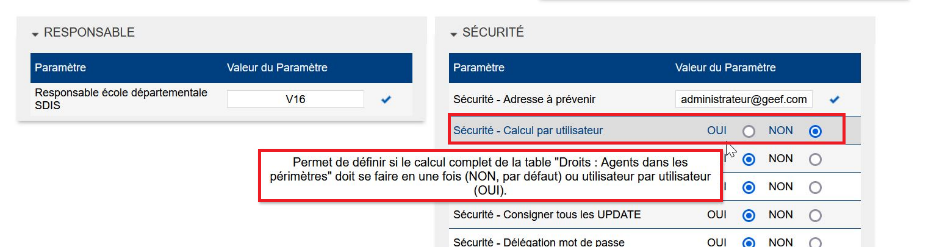 RESPONSABLE
Paramètre Valeur du Paramètre
Responsable école départementale
SDIS
V16
SÉCURITÉ
Paramètre Valeur du Paramètre
Sécurité - Adresse à prévenir administrateur@geef.com
Sécurité - Calcul par utilisateur OUI NON
Permet de définir si le calcul complet de la table "Droits : Agents dans les
périmètres" doit se faire en une fois (NON, par défaut) ou utilisateur par utilisateur
(OUI).
NON
NON
Sécurité - Consigner tous les UPDATE OUI NON
Sécurité - Délégation mot de passe OUI NON